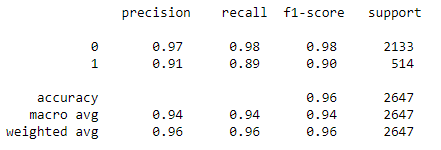 precision recall f1-score support
0 0.97 0.98 0.98 2133
1 0.91 0.89 0.90 514
accuracy 0.96 2647
macro avg 0.94 0.94 0.94 2647
weighted avg 0.96 0.96 0.96 2647